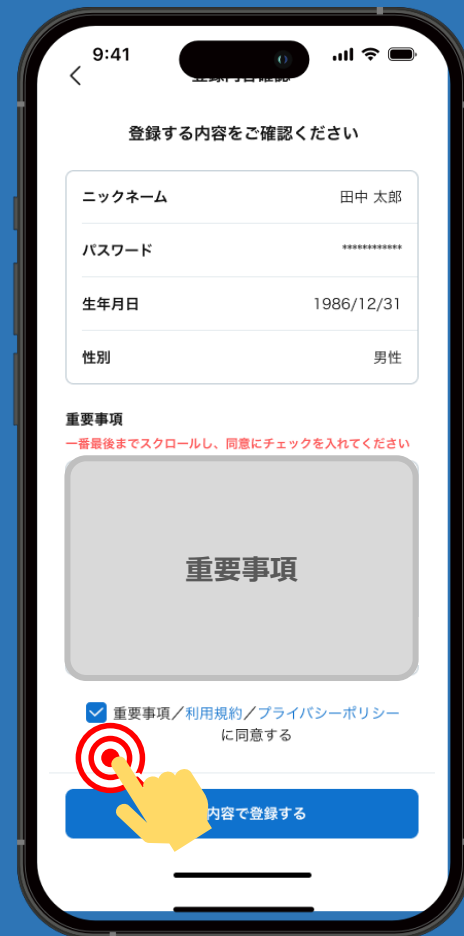 9:41
登録する内容をご確認ください
ニックネーム 田中 太郎
パスワード ************
生年月日 1986/12/31
性別 男性
重要事項
一番最後までスクロールし、同意にチェックを入れてください
重要事項
重要事項／利用規約／プライバシーポリシー
に同意する
内容で登録する